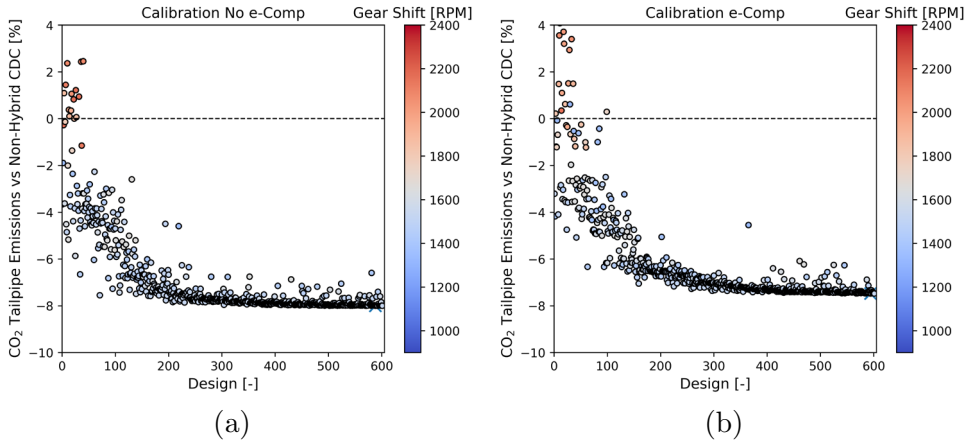 Calibration No e-Comp
Gear Shift [RPM]
CO₂ Tailpipe Emissions vs Non-Hybrid CDC [%]
4
2
0
−2
−4
−6
−8
−10
0 100 200 300 400 500 600
Design [-]
2400
2200
2000
1800
1600
1400
1200
1000
(a)
Calibration e-Comp
Gear Shift [RPM]
CO₂ Tailpipe Emissions vs Non-Hybrid CDC [%]
4
2
0
−2
−4
−6
−8
−10
0 100 200 300 400 500 600
Design [-]
2400
2200
2000
1800
1600
1400
1200
1000
(b)